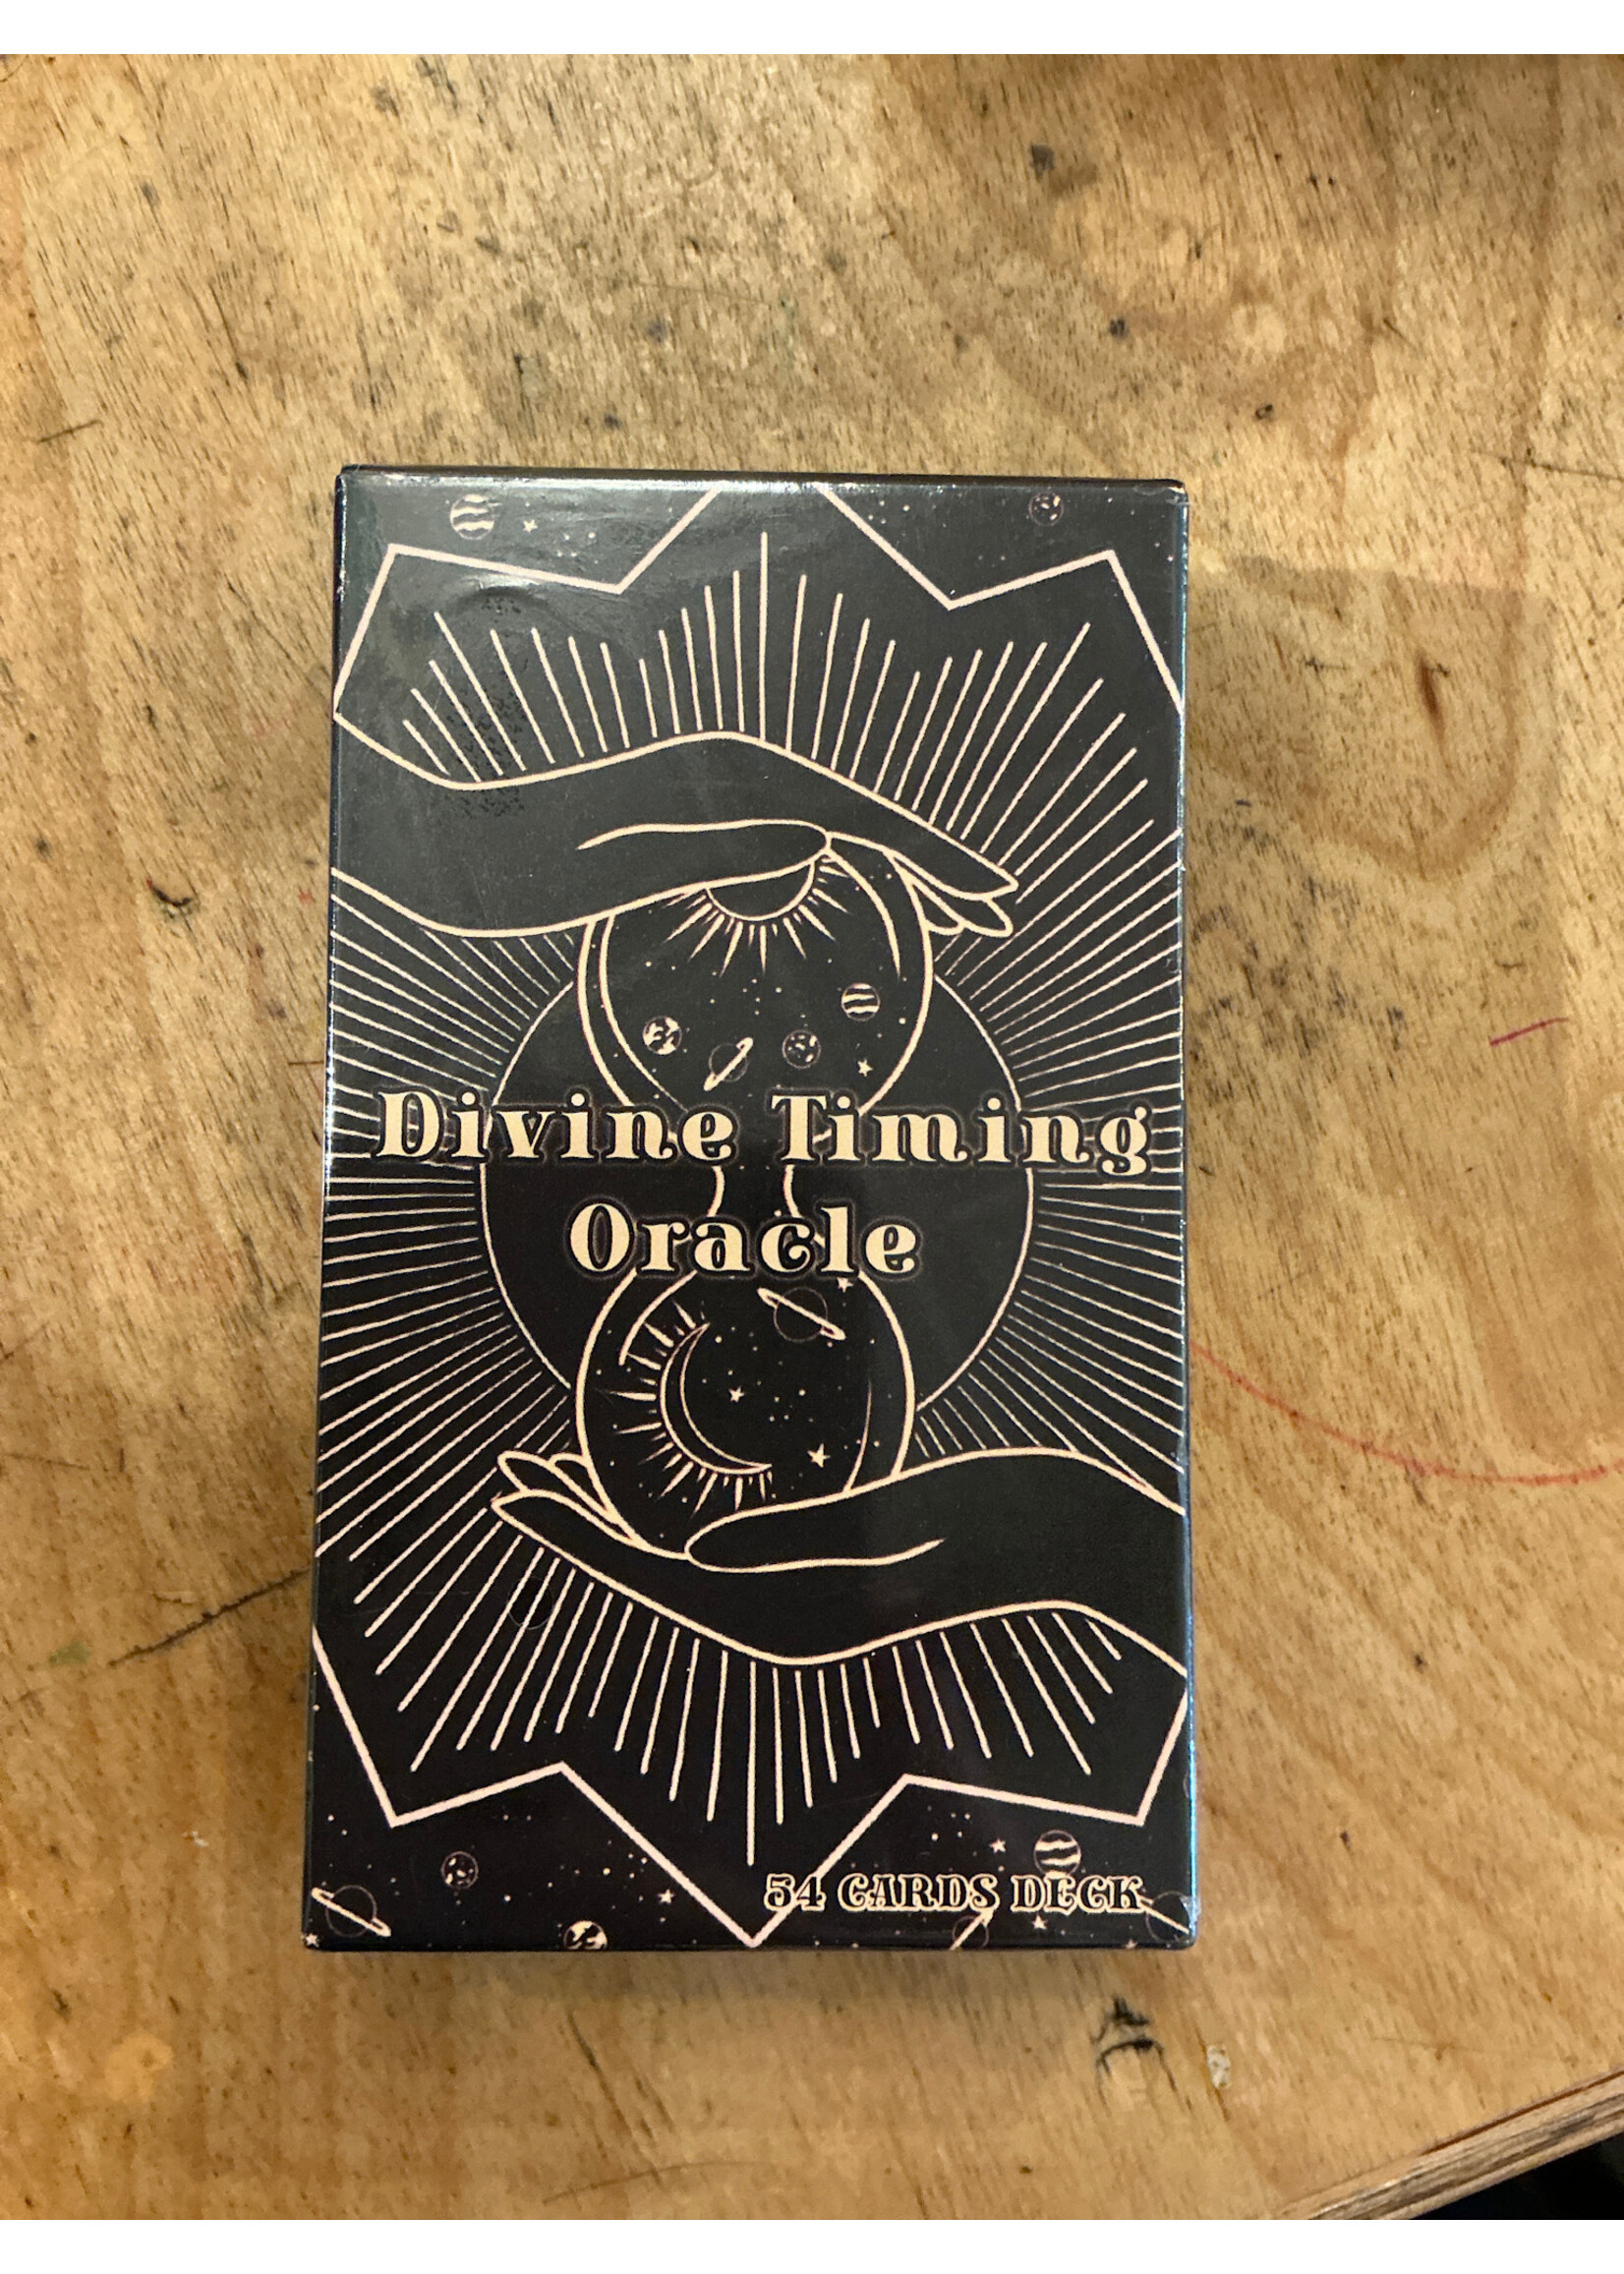 Divine Timing
Oracle
54 CARDS DECK